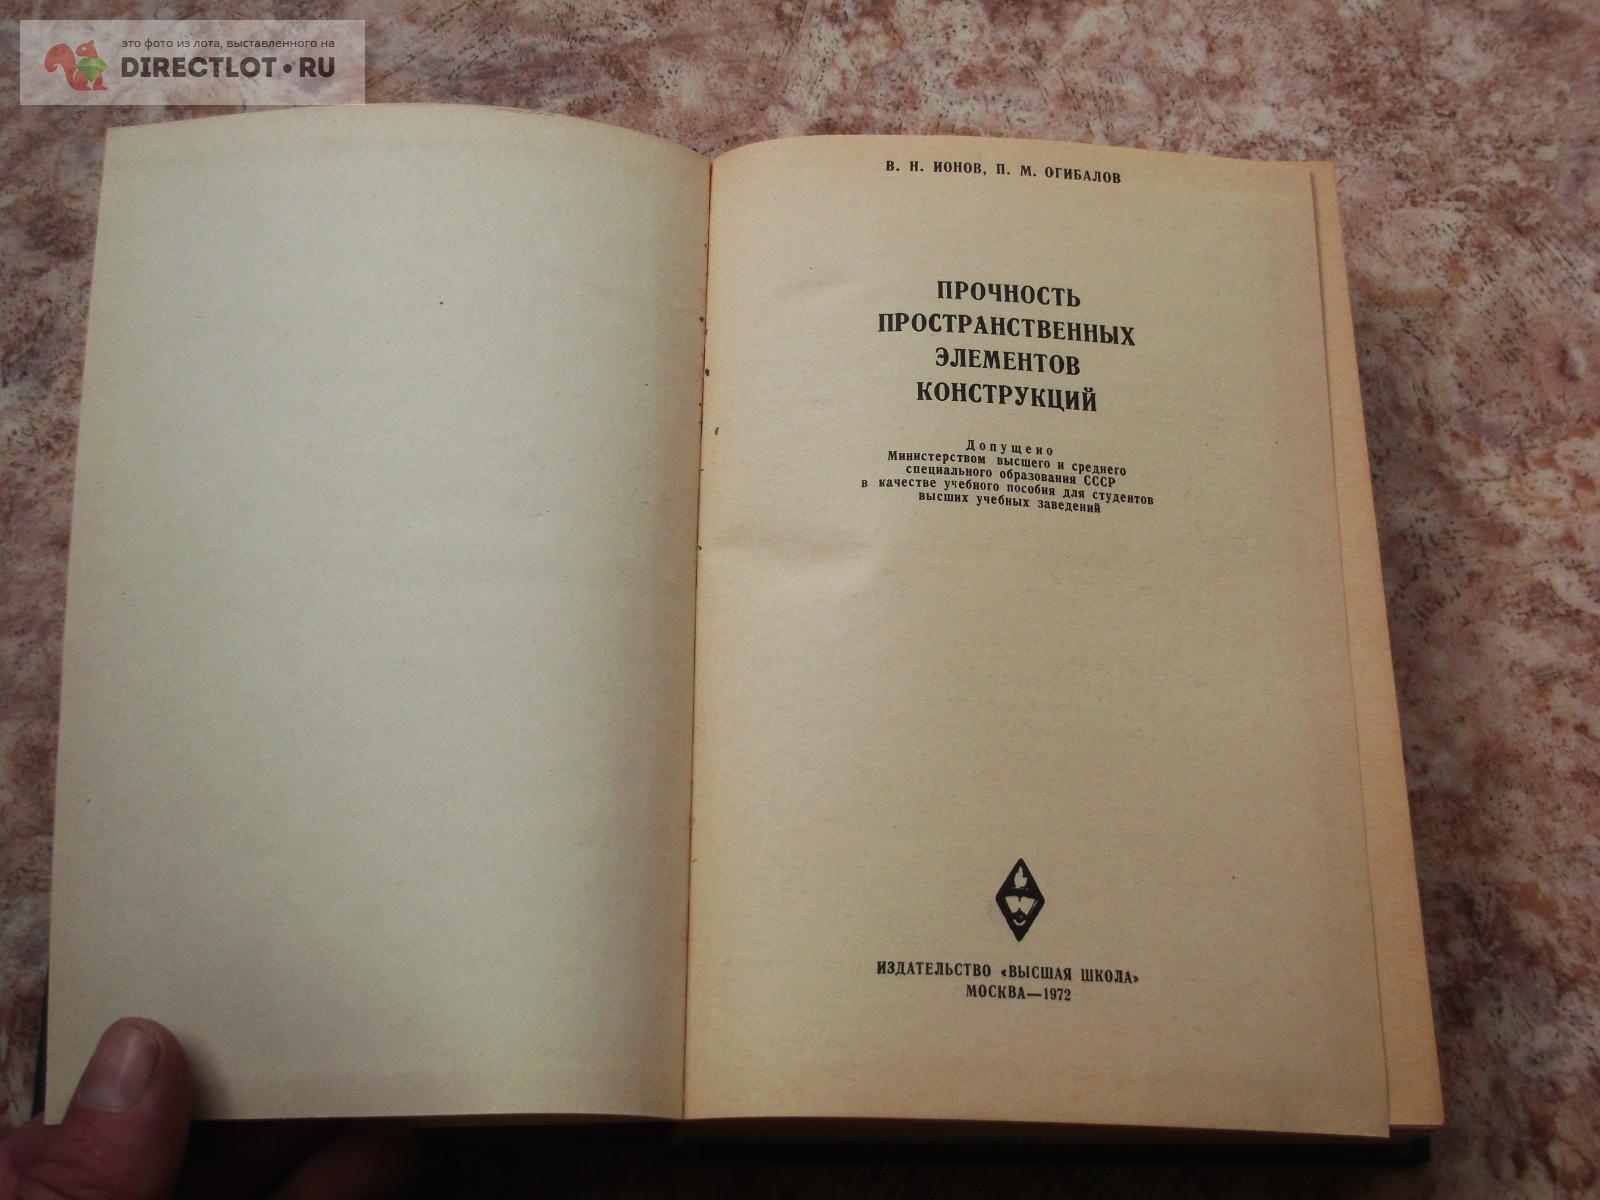 это фото из лота, выставленного на
DIRECTLOT•RU
В. Н. ИОНОВ, П. М. ОГИБАЛОВ
ПРОЧНОСТЬ
ПРОСТРАНСТВЕННЫХ
ЭЛЕМЕНТОВ
КОНСТРУКЦИЙ
Допущено
Министерством высшего и среднего
специального образования СССР
в качестве учебного пособия для студентов
высших учебных заведений
ИЗДАТЕЛЬСТВО «ВЫСШАЯ ШКОЛА»
МОСКВА—1972